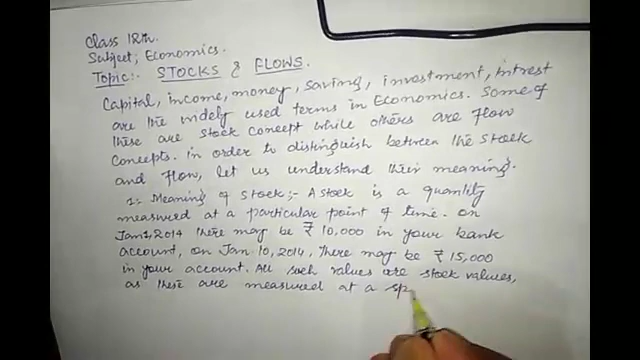 Class 12th.
Subject; Economics.
Topic:- STOCKS & FLOWS.
Capital, income, money, saving, investment, intrest
are the widely used terms in Economics. Some of
these are stock concept while others are flow
concepts. In order to distinguish between the stock
and flow, let us understand their meaning.
1:- Meaning of Stock:- A stock is a quantity
measured at a particular point of time. On
Jan 1, 2014 there may be ₹ 10,000 in your bank
account, on Jan 10, 2014, there may be ₹ 15,000
in your account. All such values are stock values,
as these are measured at a sp